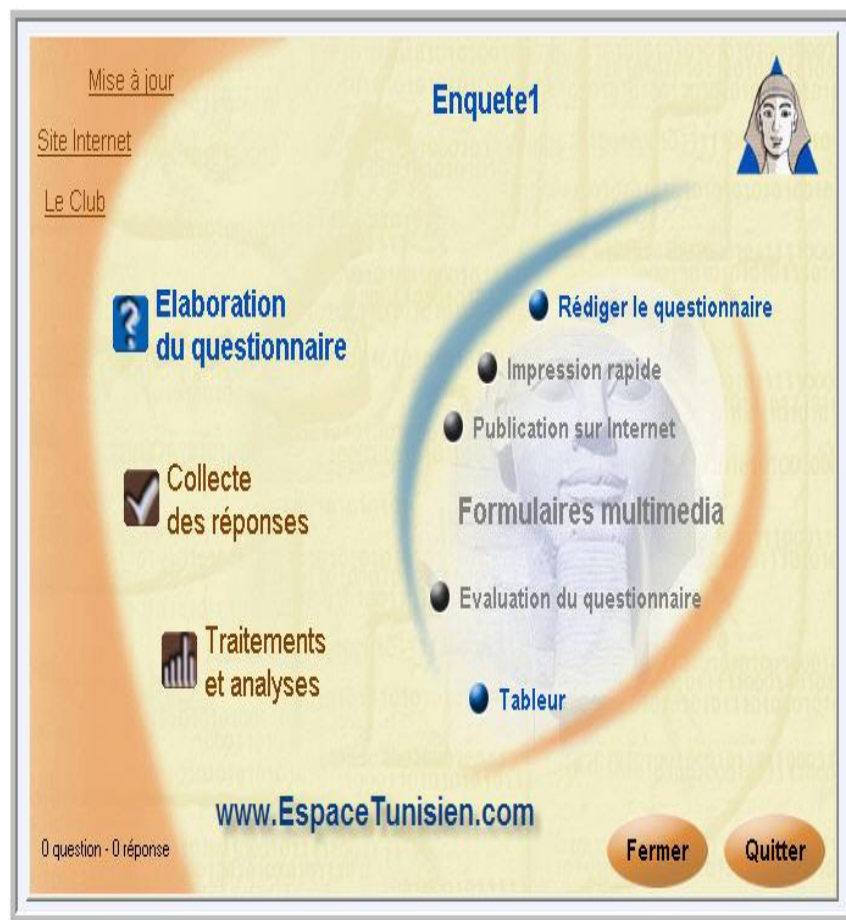 Mise à jour
Enquete1
Site Internet
Le Club
Elaboration
du questionnaire
Rédiger le questionnaire
Impression rapide
Publication sur Internet
Collecte
des réponses
Formulaires multimedia
Evaluation du questionnaire
Traitements
et analyses
Tableur
www.EspaceTunisien.com
0 question - 0 réponse
Fermer
Quitter